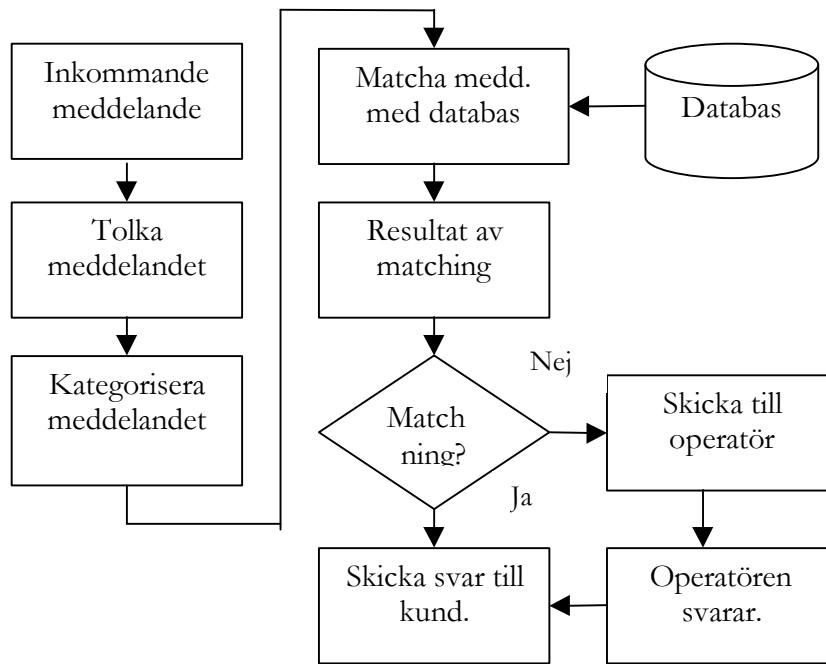 Inkommande
meddelande
Tolka
meddelandet
Kategorisera
meddelandet
Matcha medd.
med databas
Databas
Resultat av
matching
Match
ning?
Nej
Ja
Skicka till
operatör
Operatören
svarar.
Skicka svar till
kund.